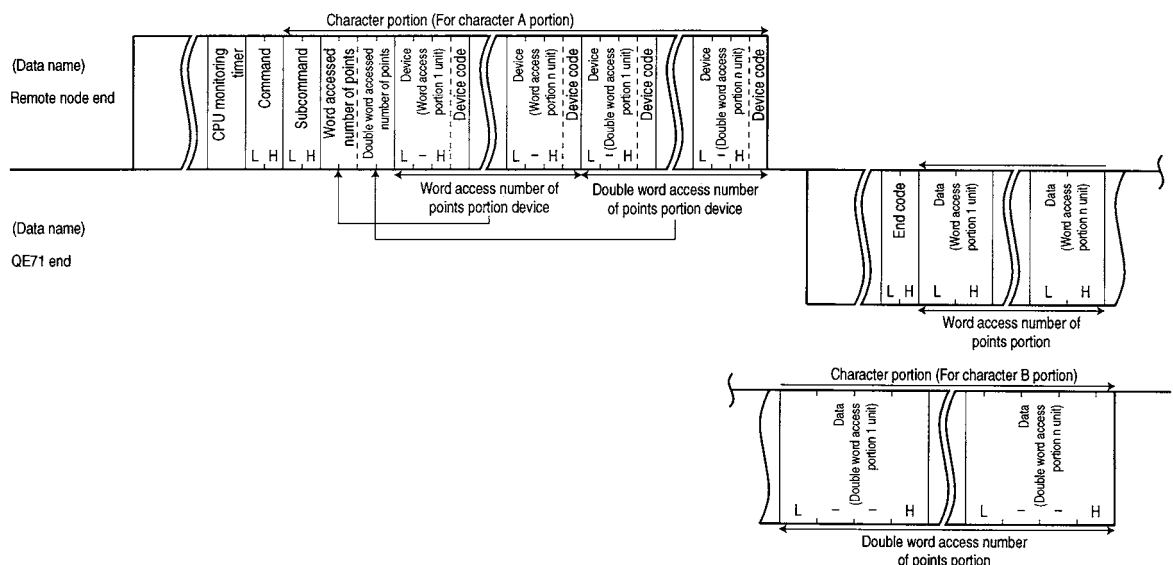 Character portion (For character A portion)
(Data name)
Remote node end
CPU monitoring
timer
Command
L H
Subcommand
L H
Word accessed
number of points
Double word accessed
number of points
Device
(Word access
portion 1 unit)
L – H
Device code
Device
(Word access
portion n unit)
L – H
Device code
Device
(Double word access
portion 1 unit)
L – H
Device code
Device
(Double word access
portion n unit)
L – H
Device code
Word access number of
points portion device
Double word access number
of points portion device
(Data name)
QE71 end
End code
L H
Data
(Word access
portion 1 unit)
L H
Data
(Word access
portion n unit)
L H
Word access number of
points portion
Character portion (For character B portion)
Data
(Double word access
portion 1 unit)
L – – H
Data
(Double word access
portion n unit)
L – – H
Double word access number
of points portion